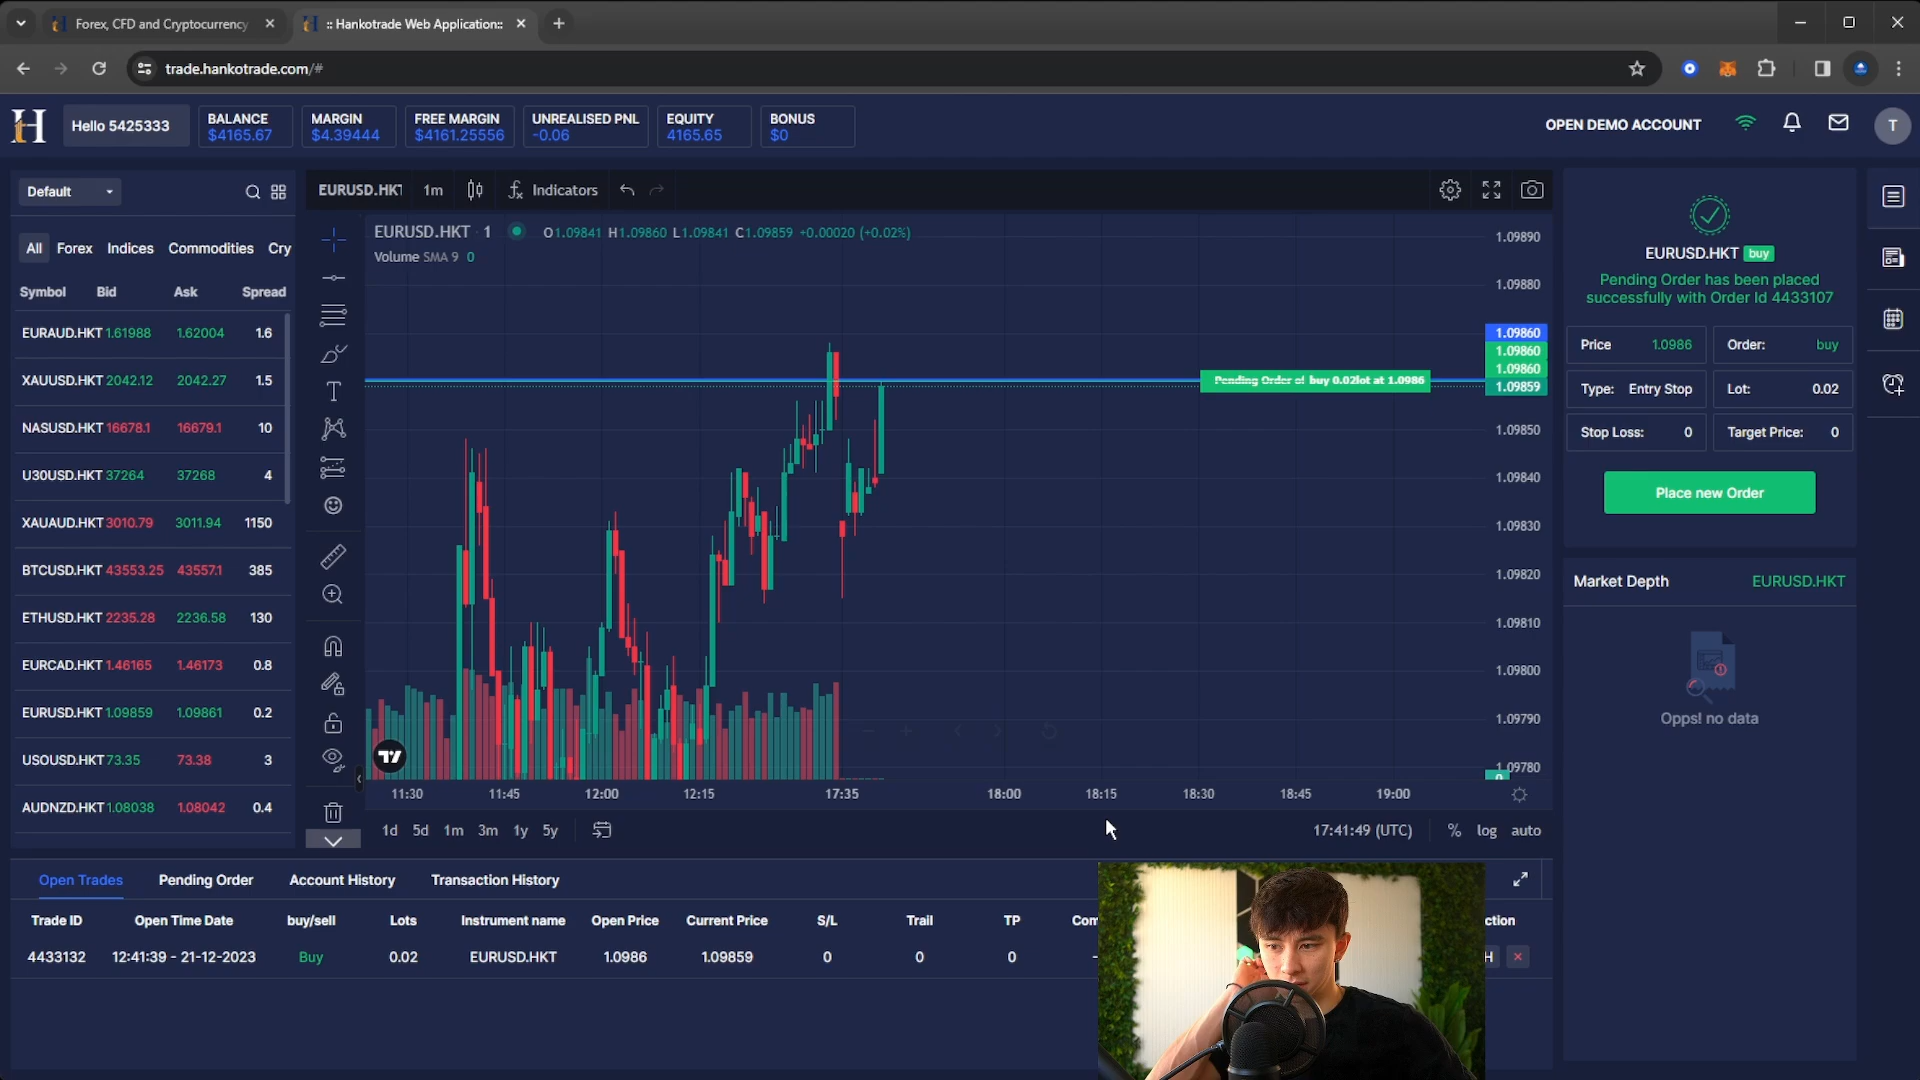 Forex, CFD and Cryptocurrency
:: Hankotrade Web Application::
trade.hankotrade.com/#
Hello 5425333
BALANCE
$4165.67
MARGIN
$4.39444
FREE MARGIN
$4161.25556
UNREALISED PNL
-0.06
EQUITY
4165.65
BONUS
$0
OPEN DEMO ACCOUNT
T
Default
All Forex Indices Commodities Cry
Symbol Bid Ask Spread
EURAUD.HKT 1.61988 1.62004 1.6
XAUUSD.HKT 2042.12 2042.27 1.5
NASUSD.HKT 16678.1 16679.1 10
U30USD.HKT 37264 37268 4
XAUAUD.HKT 3010.79 3011.94 1150
BTCUSD.HKT 43553.25 43557.1 385
ETHUSD.HKT 2235.28 2236.58 130
EURCAD.HKT 1.46165 1.46173 0.8
EURUSD.HKT 1.09859 1.09861 0.2
USOUSD.HKT 73.35 73.38 3
AUDNZD.HKT 1.08038 1.08042 0.4
EURUSD.HKT 1m Indicators
EURUSD.HKT 1 O1.09841 H1.09860 L1.09841 C1.09859 +0.00020 (+0.02%)
Volume SMA 9 0
1.09890
1.09880
1.09860
1.09860
1.09860
1.09859
Pending Order of buy 0.02lot at 1.0986
1.09850
1.09840
1.09830
1.09820
1.09810
1.09800
1.09790
1.09780
0
11:30 11:45 12:00 12:15 17:35 18:00 18:15 18:30 18:45 19:00
1d 5d 1m 3m 1y 5y
17:41:49 (UTC) % log auto
EURUSD.HKT buy
Pending Order has been placed
successfully with Order Id 4433107
Price 1.0986 Order: buy
Type: Entry Stop Lot: 0.02
Stop Loss: 0 Target Price: 0
Place new Order
Market Depth EURUSD.HKT
Opps! no data
Open Trades Pending Order Account History Transaction History
Trade ID Open Time Date buy/sell Lots Instrument name Open Price Current Price S/L Trail TP Com ction
4433132 12:41:39 - 21-12-2023 Buy 0.02 EURUSD.HKT 1.0986 1.09859 0 0 0 - H